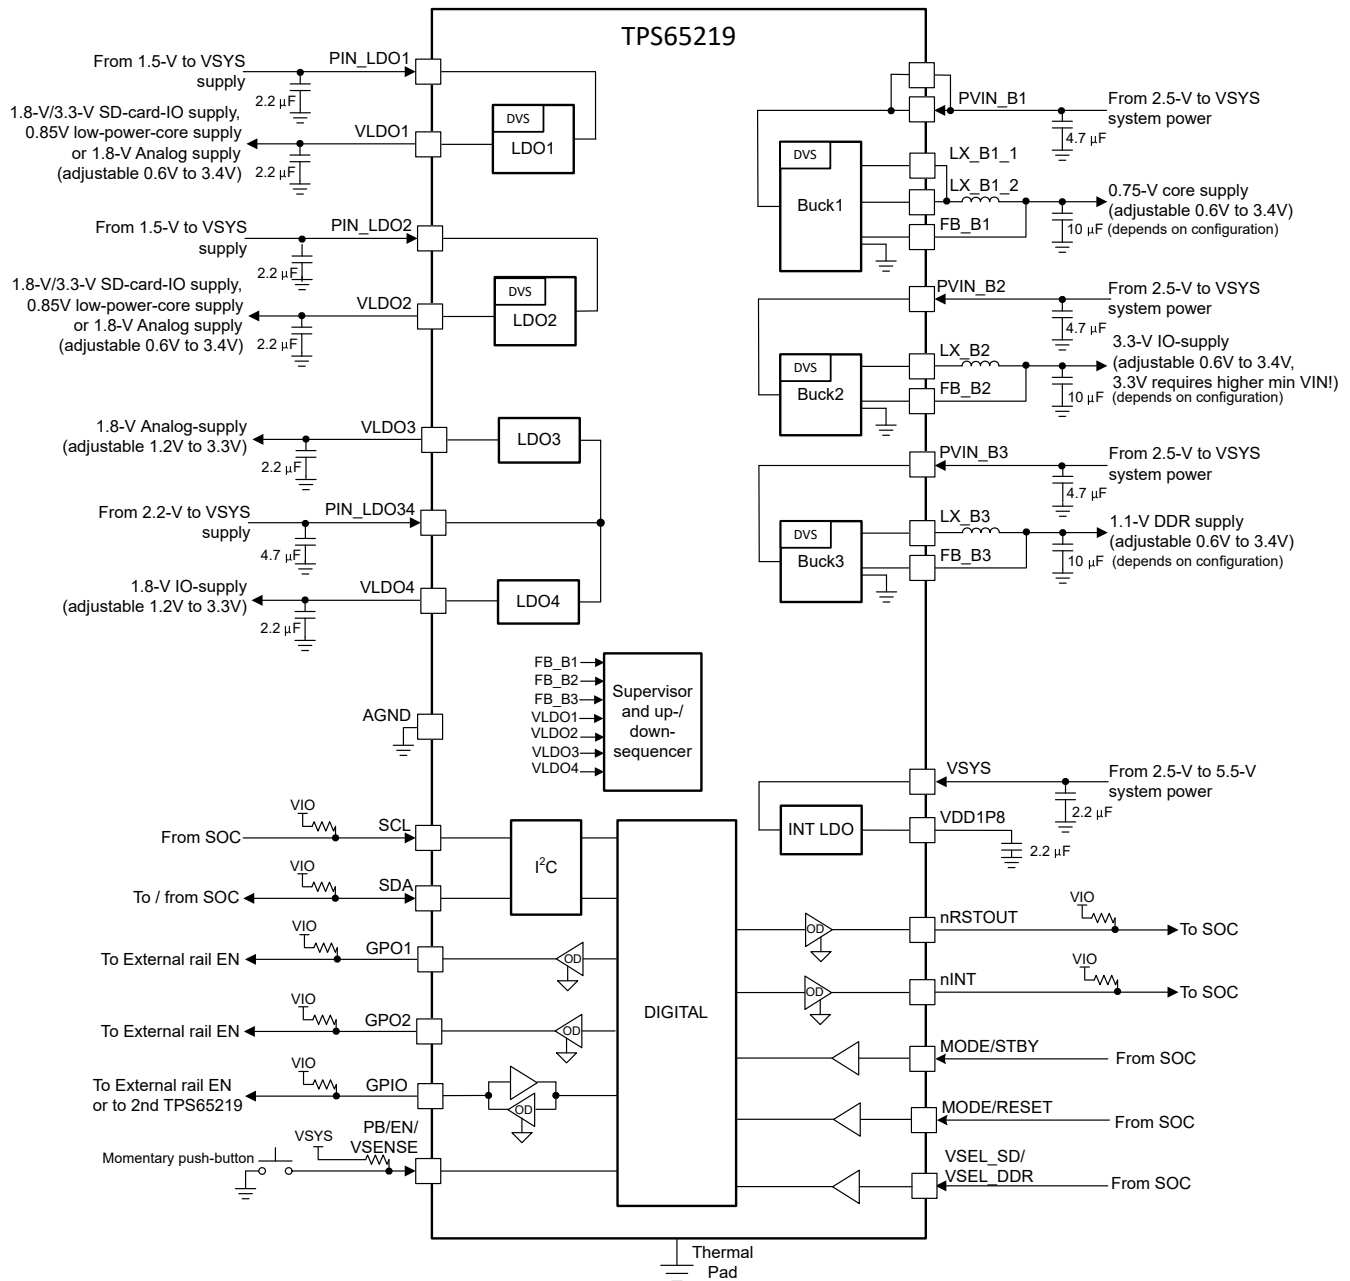 TPS65219
From 1.5-V to VSYS
supply
PIN_LDO1
2.2 μF
1.8-V/3.3-V SD-card-IO supply,
0.85V low-power-core supply
or 1.8-V Analog supply
(adjustable 0.6V to 3.4V)
VLDO1
2.2 μF
DVS
LDO1
From 1.5-V to VSYS
supply
PIN_LDO2
2.2 μF
1.8-V/3.3-V SD-card-IO supply,
0.85V low-power-core supply
or 1.8-V Analog supply
(adjustable 0.6V to 3.4V)
VLDO2
2.2 μF
DVS
LDO2
1.8-V Analog-supply
(adjustable 1.2V to 3.3V)
VLDO3
2.2 μF
LDO3
From 2.2-V to VSYS
supply
PIN_LDO34
4.7 μF
1.8-V IO-supply
(adjustable 1.2V to 3.3V)
VLDO4
2.2 μF
LDO4
PVIN_B1
From 2.5-V to VSYS
system power
4.7 μF
DVS
Buck1
LX_B1_1
LX_B1_2
FB_B1
0.75-V core supply
(adjustable 0.6V to 3.4V)
10 μF (depends on configuration)
PVIN_B2
From 2.5-V to VSYS
system power
4.7 μF
DVS
Buck2
LX_B2
FB_B2
3.3-V IO-supply
(adjustable 0.6V to 3.4V,
3.3V requires higher min VIN!)
10 μF (depends on configuration)
PVIN_B3
From 2.5-V to VSYS
system power
4.7 μF
DVS
Buck3
LX_B3
FB_B3
1.1-V DDR supply
(adjustable 0.6V to 3.4V)
10 μF (depends on configuration)
FB_B1
FB_B2
FB_B3
VLDO1
VLDO2
VLDO3
VLDO4
Supervisor
and up-/
down-
sequencer
AGND
VSYS
From 2.5-V to 5.5-V
system power
2.2 μF
INT LDO
VDD1P8
2.2 μF
From SOC
VIO
SCL
To / from SOC
VIO
SDA
I²C
To External rail EN
VIO
GPO1
OD
To External rail EN
VIO
GPO2
OD
To External rail EN
or to 2nd TPS65219
VIO
GPIO
OD
Momentary push-button
VSYS
PB/EN/
VSENSE
DIGITAL
OD
nRSTOUT
VIO
To SOC
OD
nINT
VIO
To SOC
MODE/STBY
From SOC
MODE/RESET
From SOC
VSEL_SD/
VSEL_DDR
From SOC
Thermal
Pad